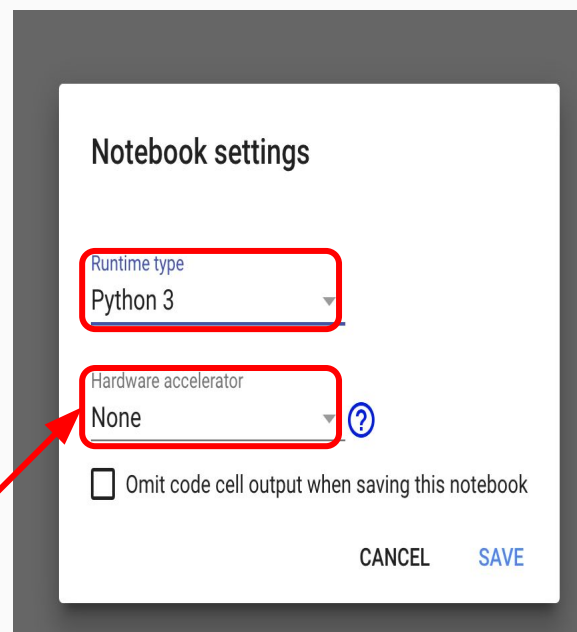 Notebook settings
Runtime type
Python 3
Hardware accelerator
None
?
Omit code cell output when saving this notebook
CANCEL SAVE